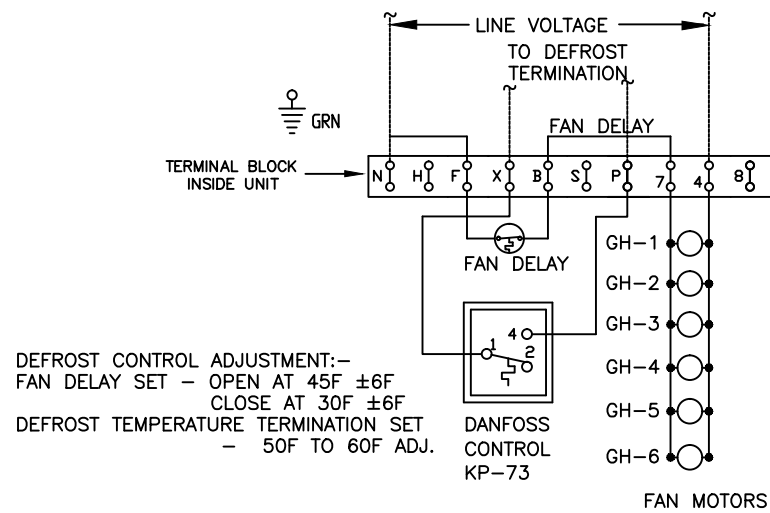 LINE VOLTAGE
TO DEFROST
TERMINATION
GRN
FAN DELAY
TERMINAL BLOCK
INSIDE UNIT
N H F X B S P 7 4 8
FAN DELAY
GH-1
GH-2
GH-3
GH-4
GH-5
GH-6
4
1
2
DEFROST CONTROL ADJUSTMENT:-
FAN DELAY SET - OPEN AT 45F ±6F
CLOSE AT 30F ±6F
DEFROST TEMPERATURE TERMINATION SET
- 50F TO 60F ADJ.
DANFOSS
CONTROL
KP-73
FAN MOTORS